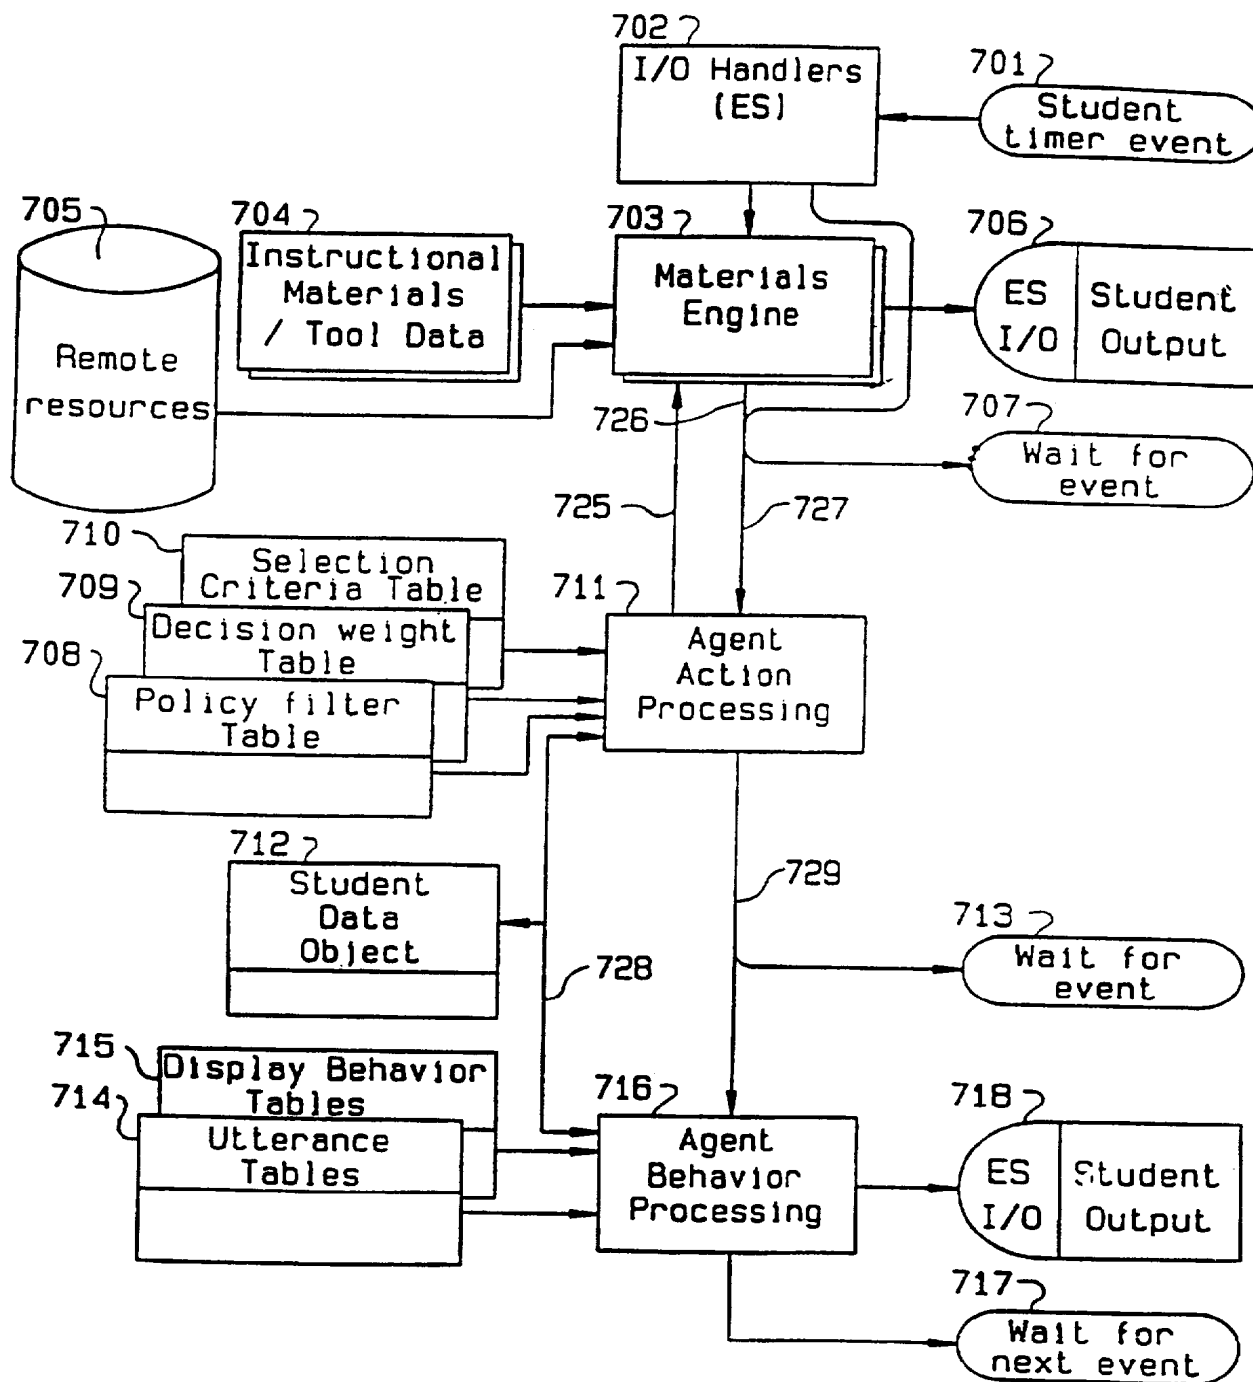 702
I/O Handlers
(ES)
701
Student
timer event
705
Remote
resources
704
Instructional
Materials
/ Tool Data
703
Materials
Engine
706
ES
I/O
Student
Output
726
707
Wait for
event
725
727
710
Selection
Criteria Table
709
Decision weight
Table
708
Policy filter
Table
711
Agent
Action
Processing
712
Student
Data
Object
729
728
713
Wait for
event
715
Display Behavior
Tables
714
Utterance
Tables
716
Agent
Behavior
Processing
718
ES
I/O
Student
Output
717
Wait for
next event